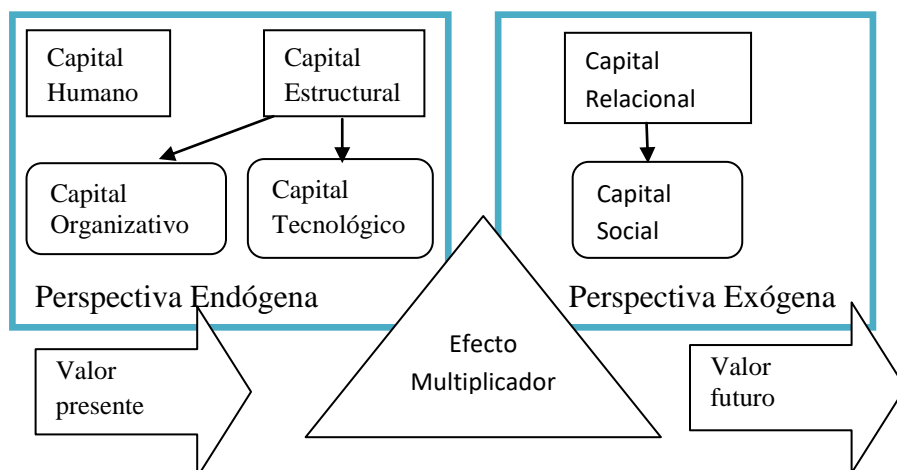 Capital
Humano
Capital
Estructural
Capital
Organizativo
Capital
Tecnológico
Perspectiva Endógena
Capital
Relacional
Capital
Social
Perspectiva Exógena
Valor
presente
Efecto
Multiplicador
Valor
futuro